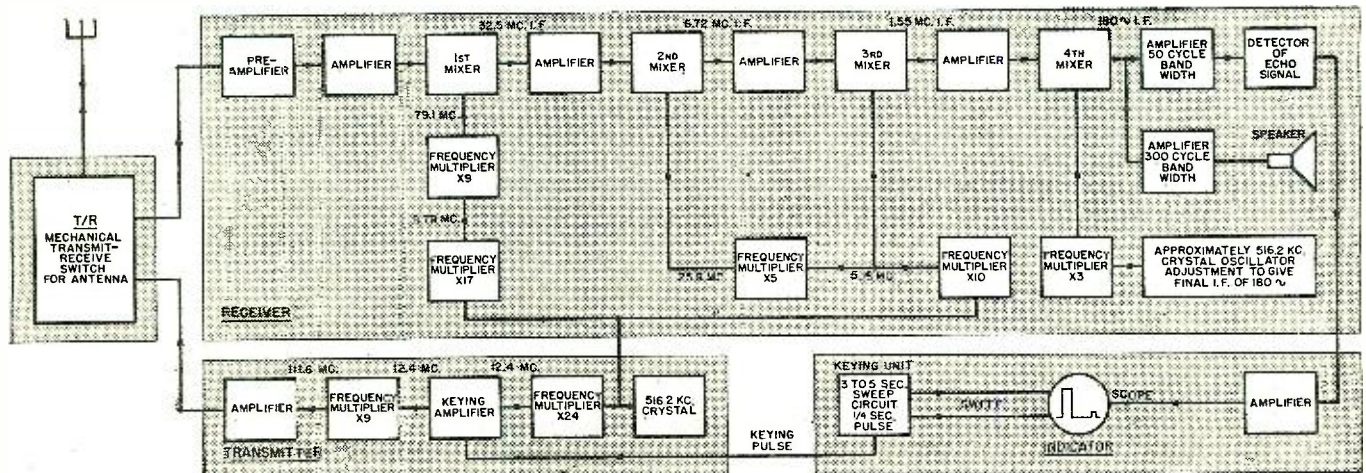 32.5 MC. I.F.
6.72 MC. I.F.
1.55 MC. I.F.
180 ~ I.F.
PRE-
AMPLIFIER
AMPLIFIER
1ST
MIXER
AMPLIFIER
2ND
MIXER
AMPLIFIER
3RD
MIXER
AMPLIFIER
4TH
MIXER
AMPLIFIER
50 CYCLE
BAND
WIDTH
DETECTOR
OF
ECHO
SIGNAL
79.1 MC.
FREQUENCY
MULTIPLIER
X9
AMPLIFIER
300 CYCLE
BAND
WIDTH
SPEAKER
T/R
MECHANICAL
TRANSMIT-
RECEIVE
SWITCH
FOR ANTENNA
MC.
FREQUENCY
MULTIPLIER
X17
MC
FREQUENCY
MULTIPLIER
X5
MC
FREQUENCY
MULTIPLIER
X10
FREQUENCY
MULTIPLIER
X3
APPROXIMATELY 516.2 KC.
CRYSTAL OSCILLATOR
ADJUSTMENT TO GIVE
FINAL I.F. OF 180 ~
RECEIVER
111.6 MC.
12.4 MC.
12.4 MC.
AMPLIFIER
FREQUENCY
MULTIPLIER
X9
KEYING
AMPLIFIER
FREQUENCY
MULTIPLIER
X24
516.2 KC.
CRYSTAL
TRANSMITTER
KEYING
PULSE
KEYING UNIT
3 TO 5 SEC.
SWEEP
CIRCUIT
1/4 SEC.
PULSE
SCOPE
INDICATOR
AMPLIFIER